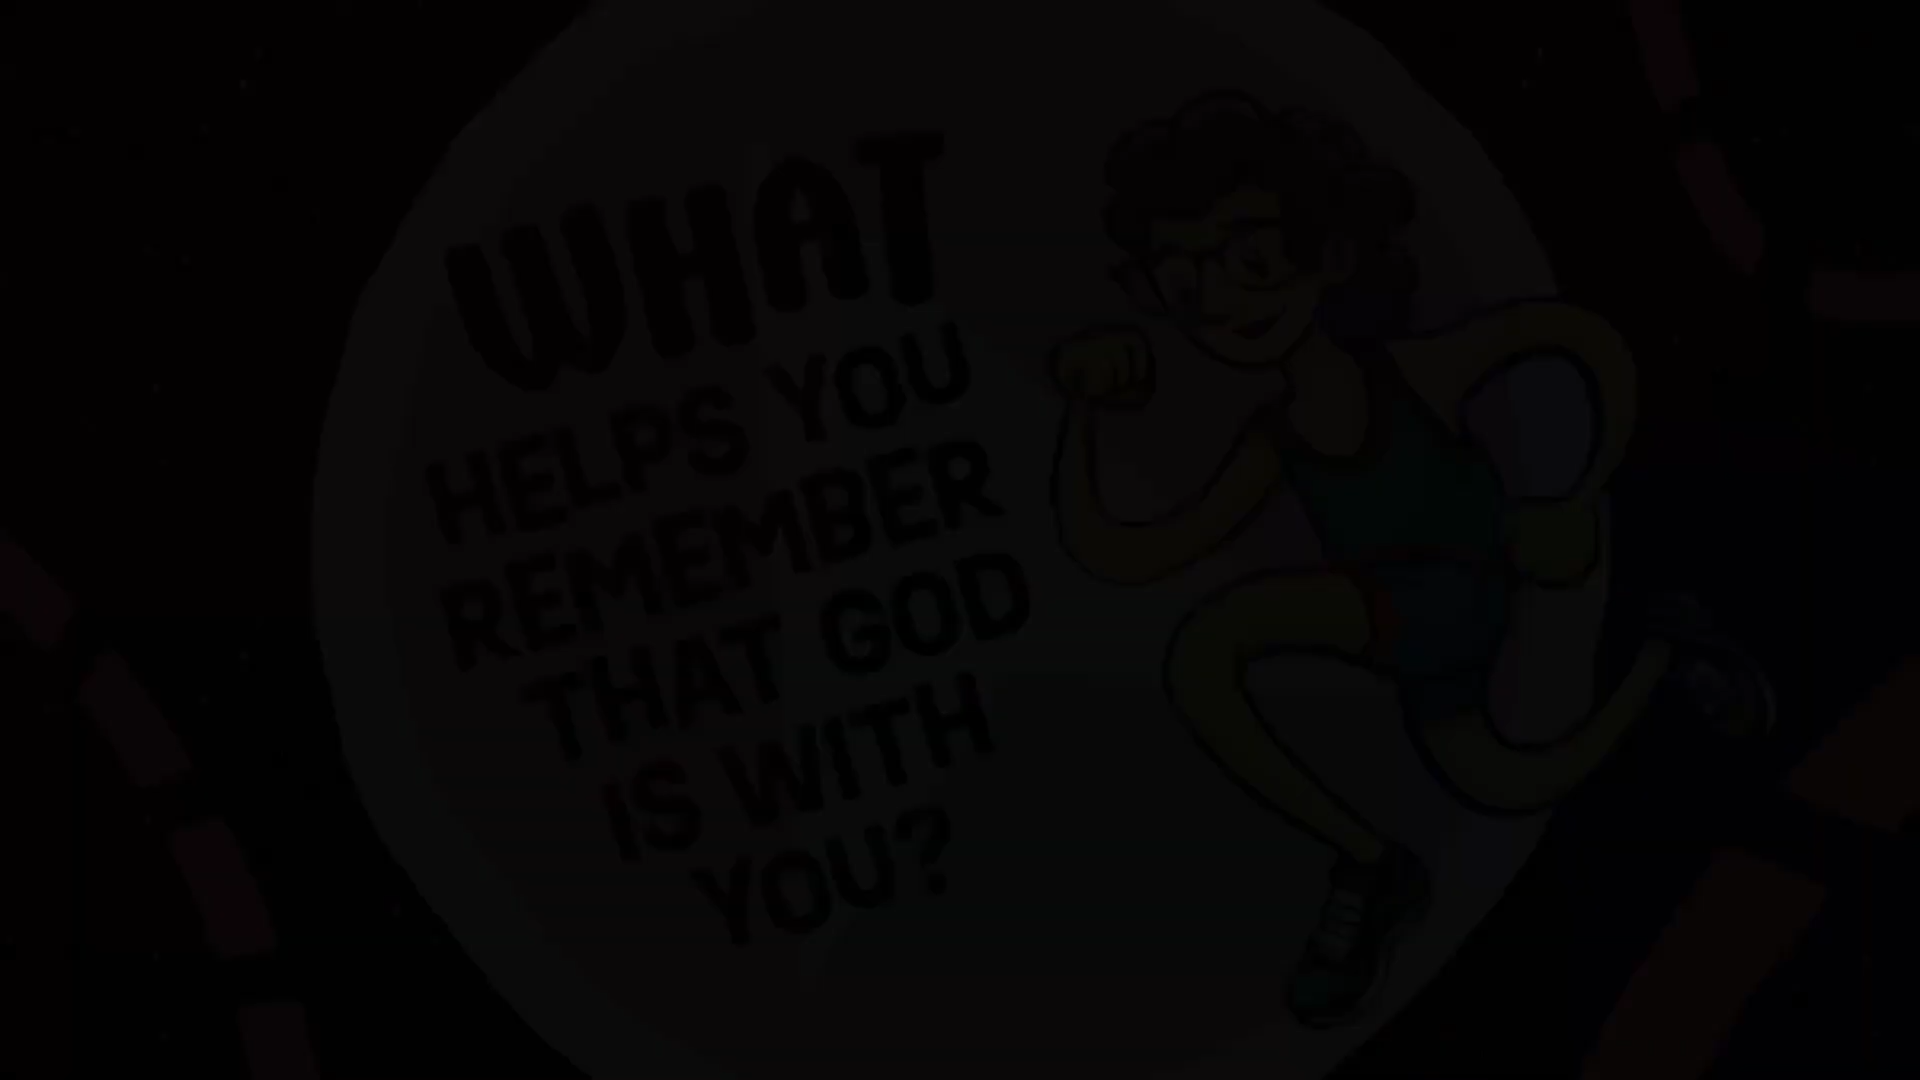 WHAT
HELPS YOU
REMEMBER
THAT GOD
IS WITH
YOU?